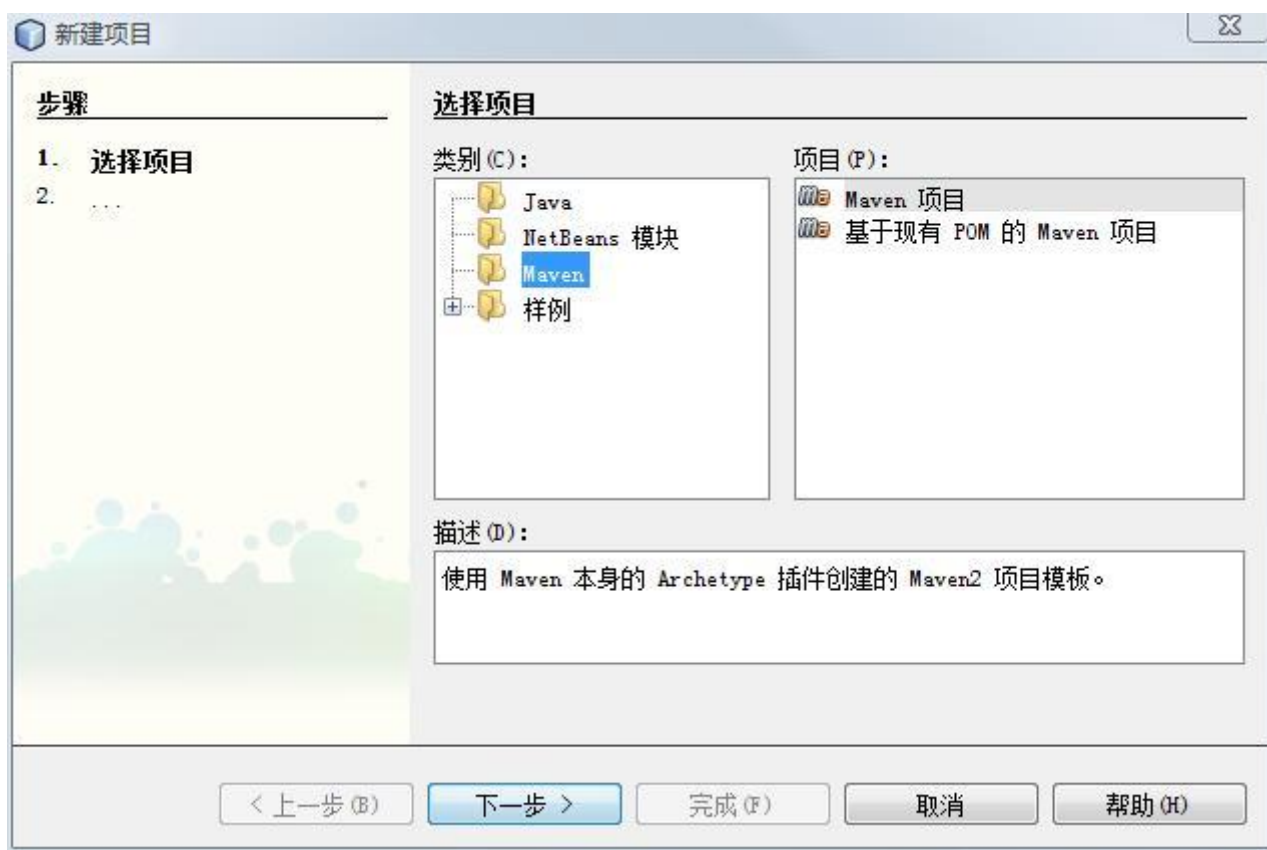 新建项目
步骤
1. 选择项目
2. ...
选择项目
类别(C):
Java
NetBeans 模块
Maven
样例
项目(P):
Maven 项目
基于现有 POM 的 Maven 项目
描述(D):
使用 Maven 本身的 Archetype 插件创建的 Maven2 项目模板。
< 上一步(B)
下一步 >
完成(F)
取消
帮助(H)